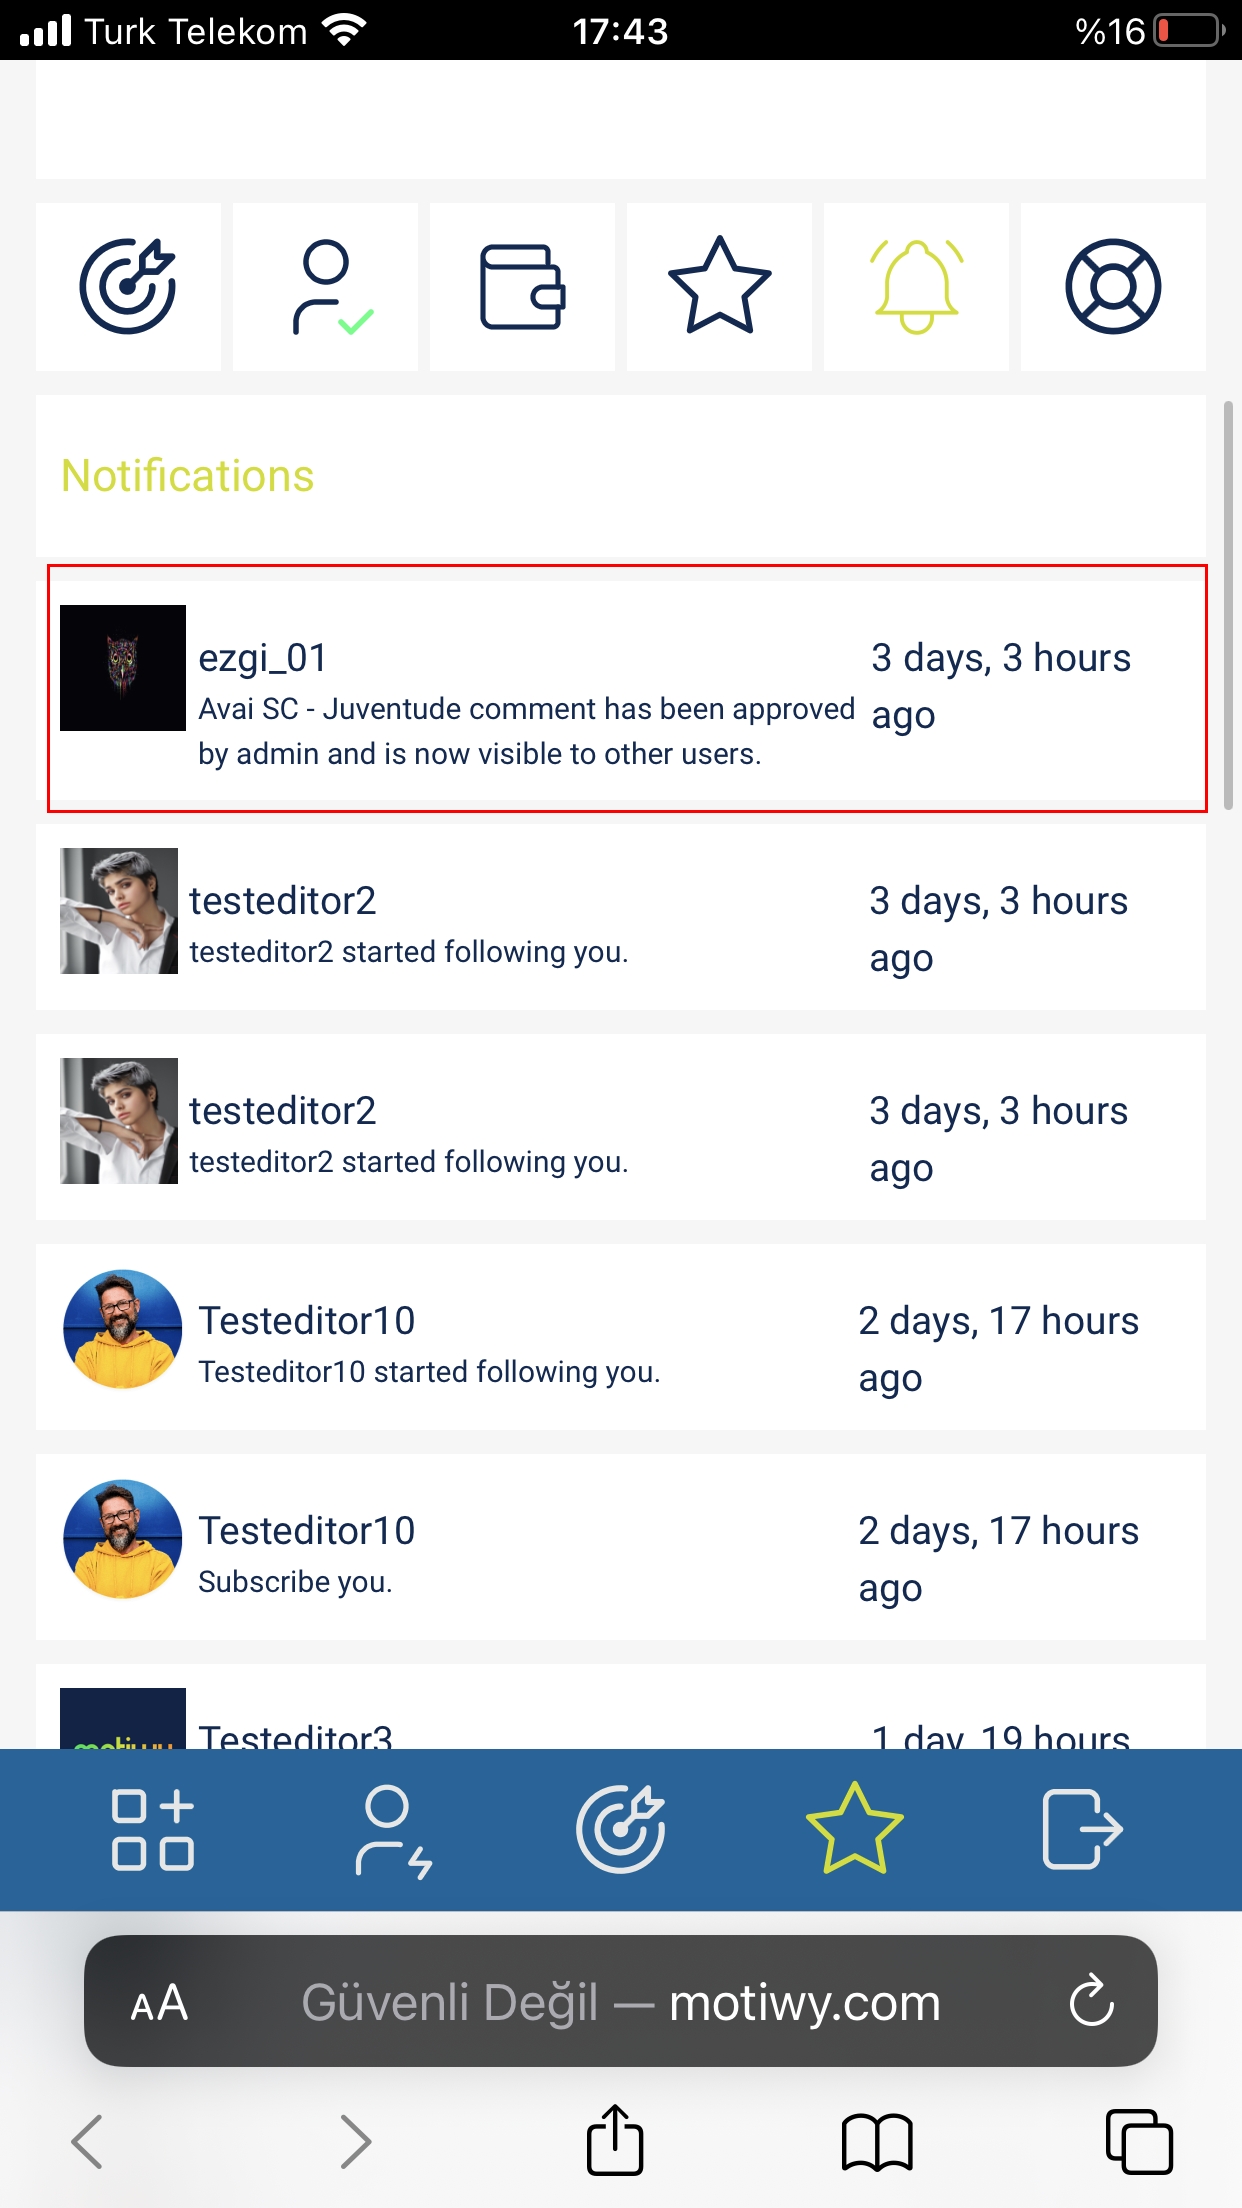 Turk Telekom 17:43 %16
Notifications
ezgi_01
3 days, 3 hours
ago
Avai SC - Juventude comment has been approved
by admin and is now visible to other users.
testeditor2
3 days, 3 hours
ago
testeditor2 started following you.
testeditor2
3 days, 3 hours
ago
testeditor2 started following you.
Testeditor10
2 days, 17 hours
ago
Testeditor10 started following you.
Testeditor10
2 days, 17 hours
ago
Subscribe you.
motiwy
Testeditor3
1 day, 19 hours
AA Güvenli Değil — motiwy.com